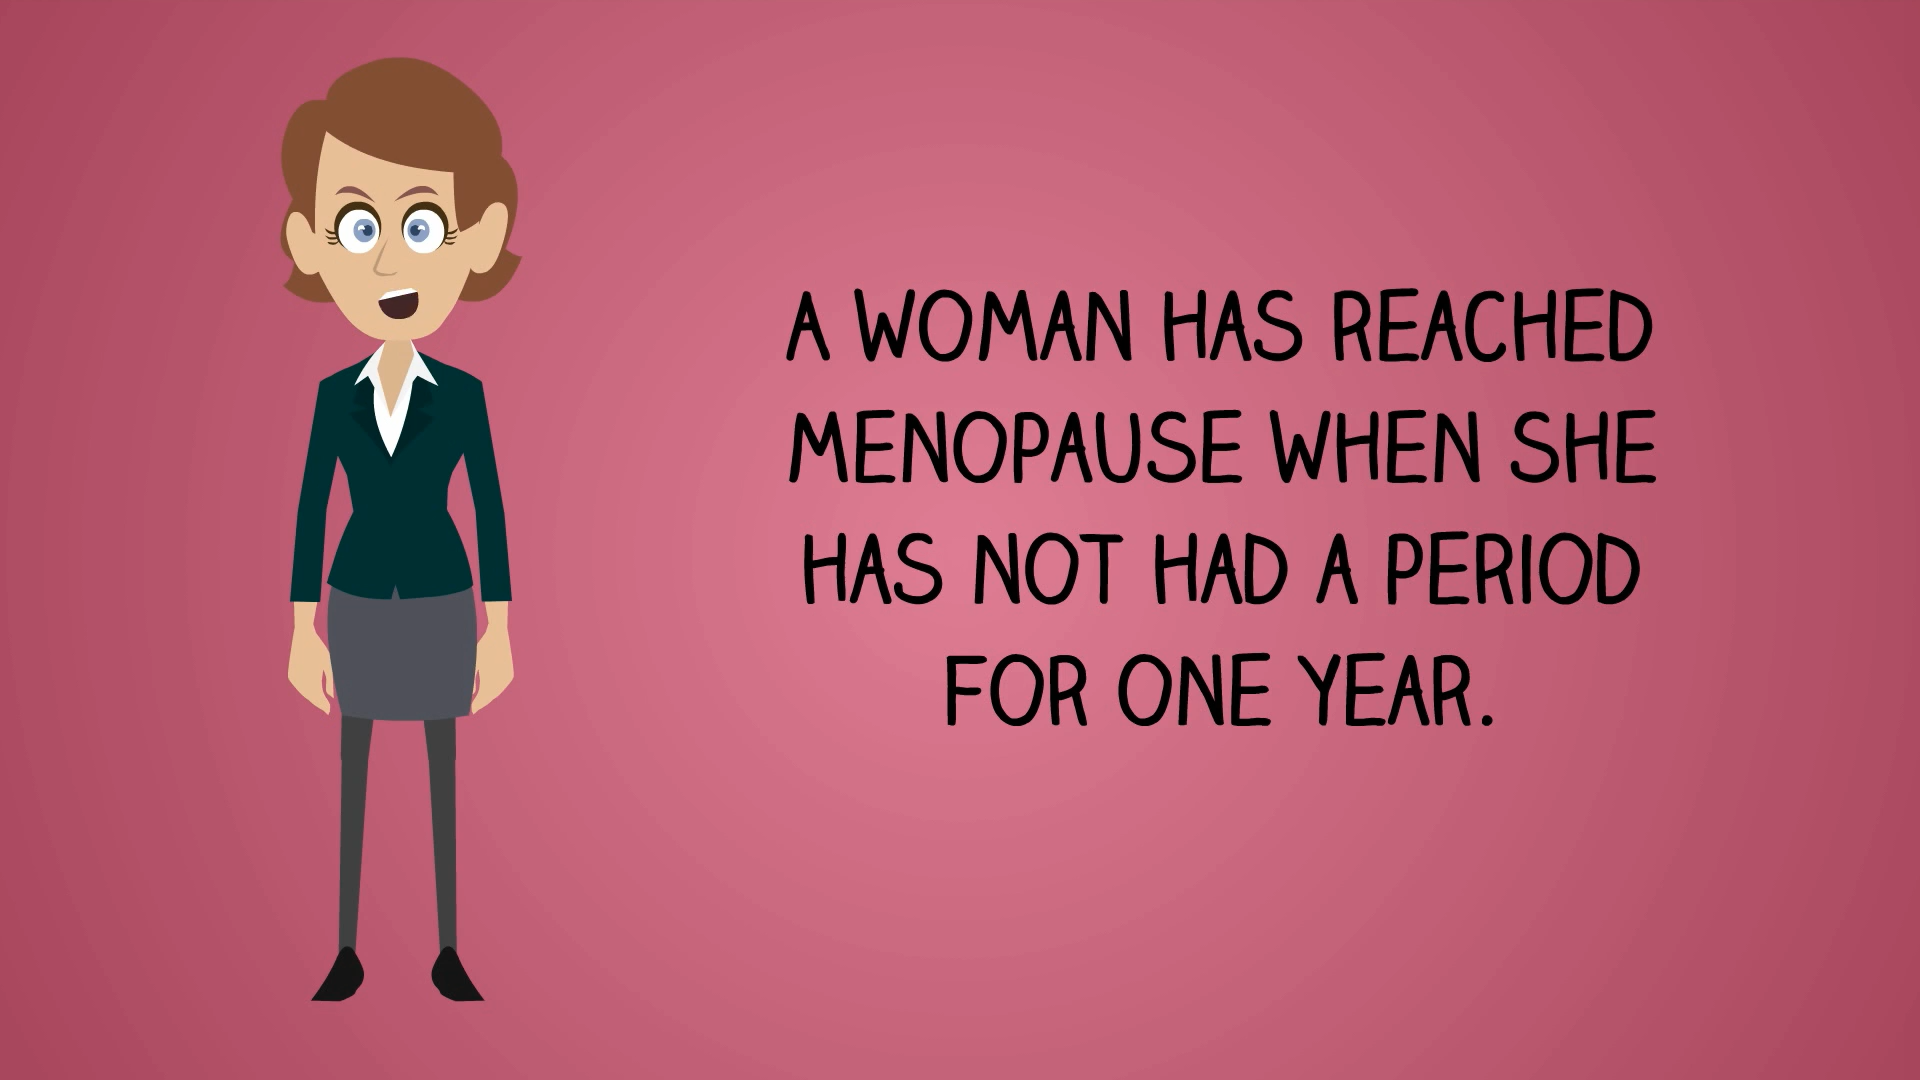 A WOMAN HAS REACHED
MENOPAUSE WHEN SHE
HAS NOT HAD A PERIOD
FOR ONE YEAR.